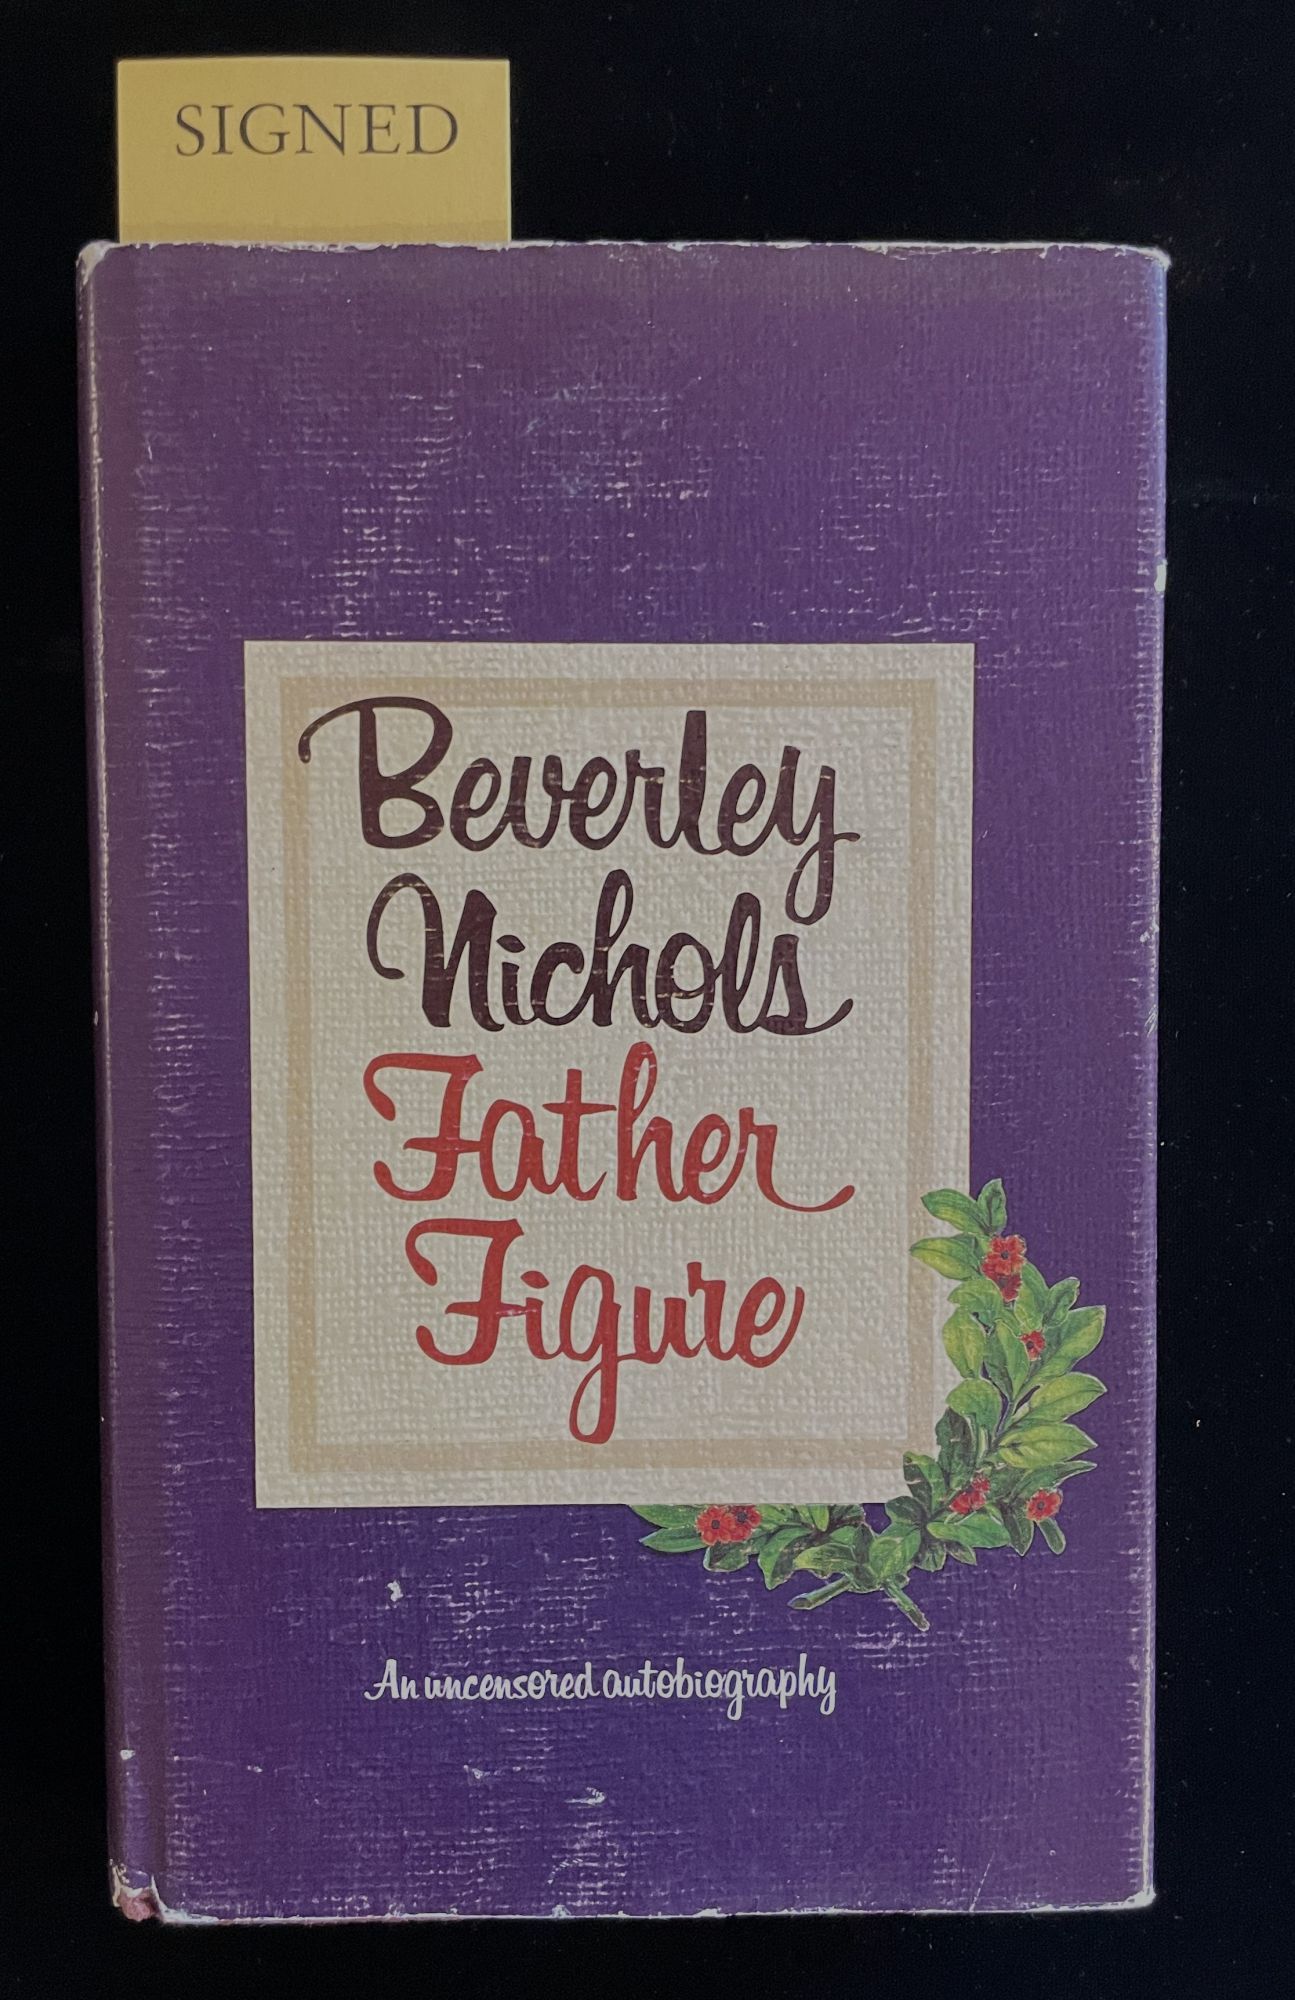 SIGNED
Beverley
Nichols
Father
Figure
An uncensored autobiography